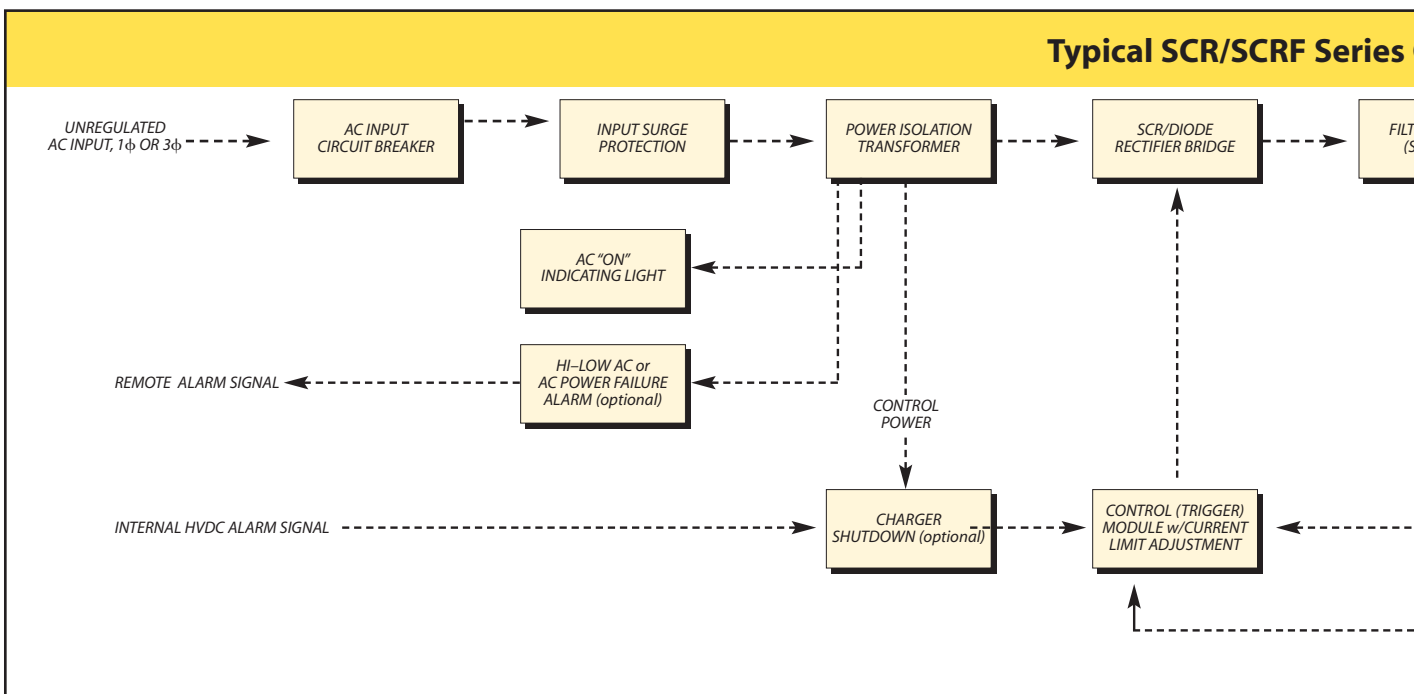 Typical SCR/SCRF Series
UNREGULATED
AC INPUT, 1ϕ OR 3ϕ
AC INPUT
CIRCUIT BREAKER
INPUT SURGE
PROTECTION
POWER ISOLATION
TRANSFORMER
SCR/DIODE
RECTIFIER BRIDGE
FILT
(S
AC “ON”
INDICATING LIGHT
REMOTE ALARM SIGNAL
HI–LOW AC or
AC POWER FAILURE
ALARM (optional)
CONTROL
POWER
INTERNAL HVDC ALARM SIGNAL
CHARGER
SHUTDOWN (optional)
CONTROL (TRIGGER)
MODULE w/CURRENT
LIMIT ADJUSTMENT